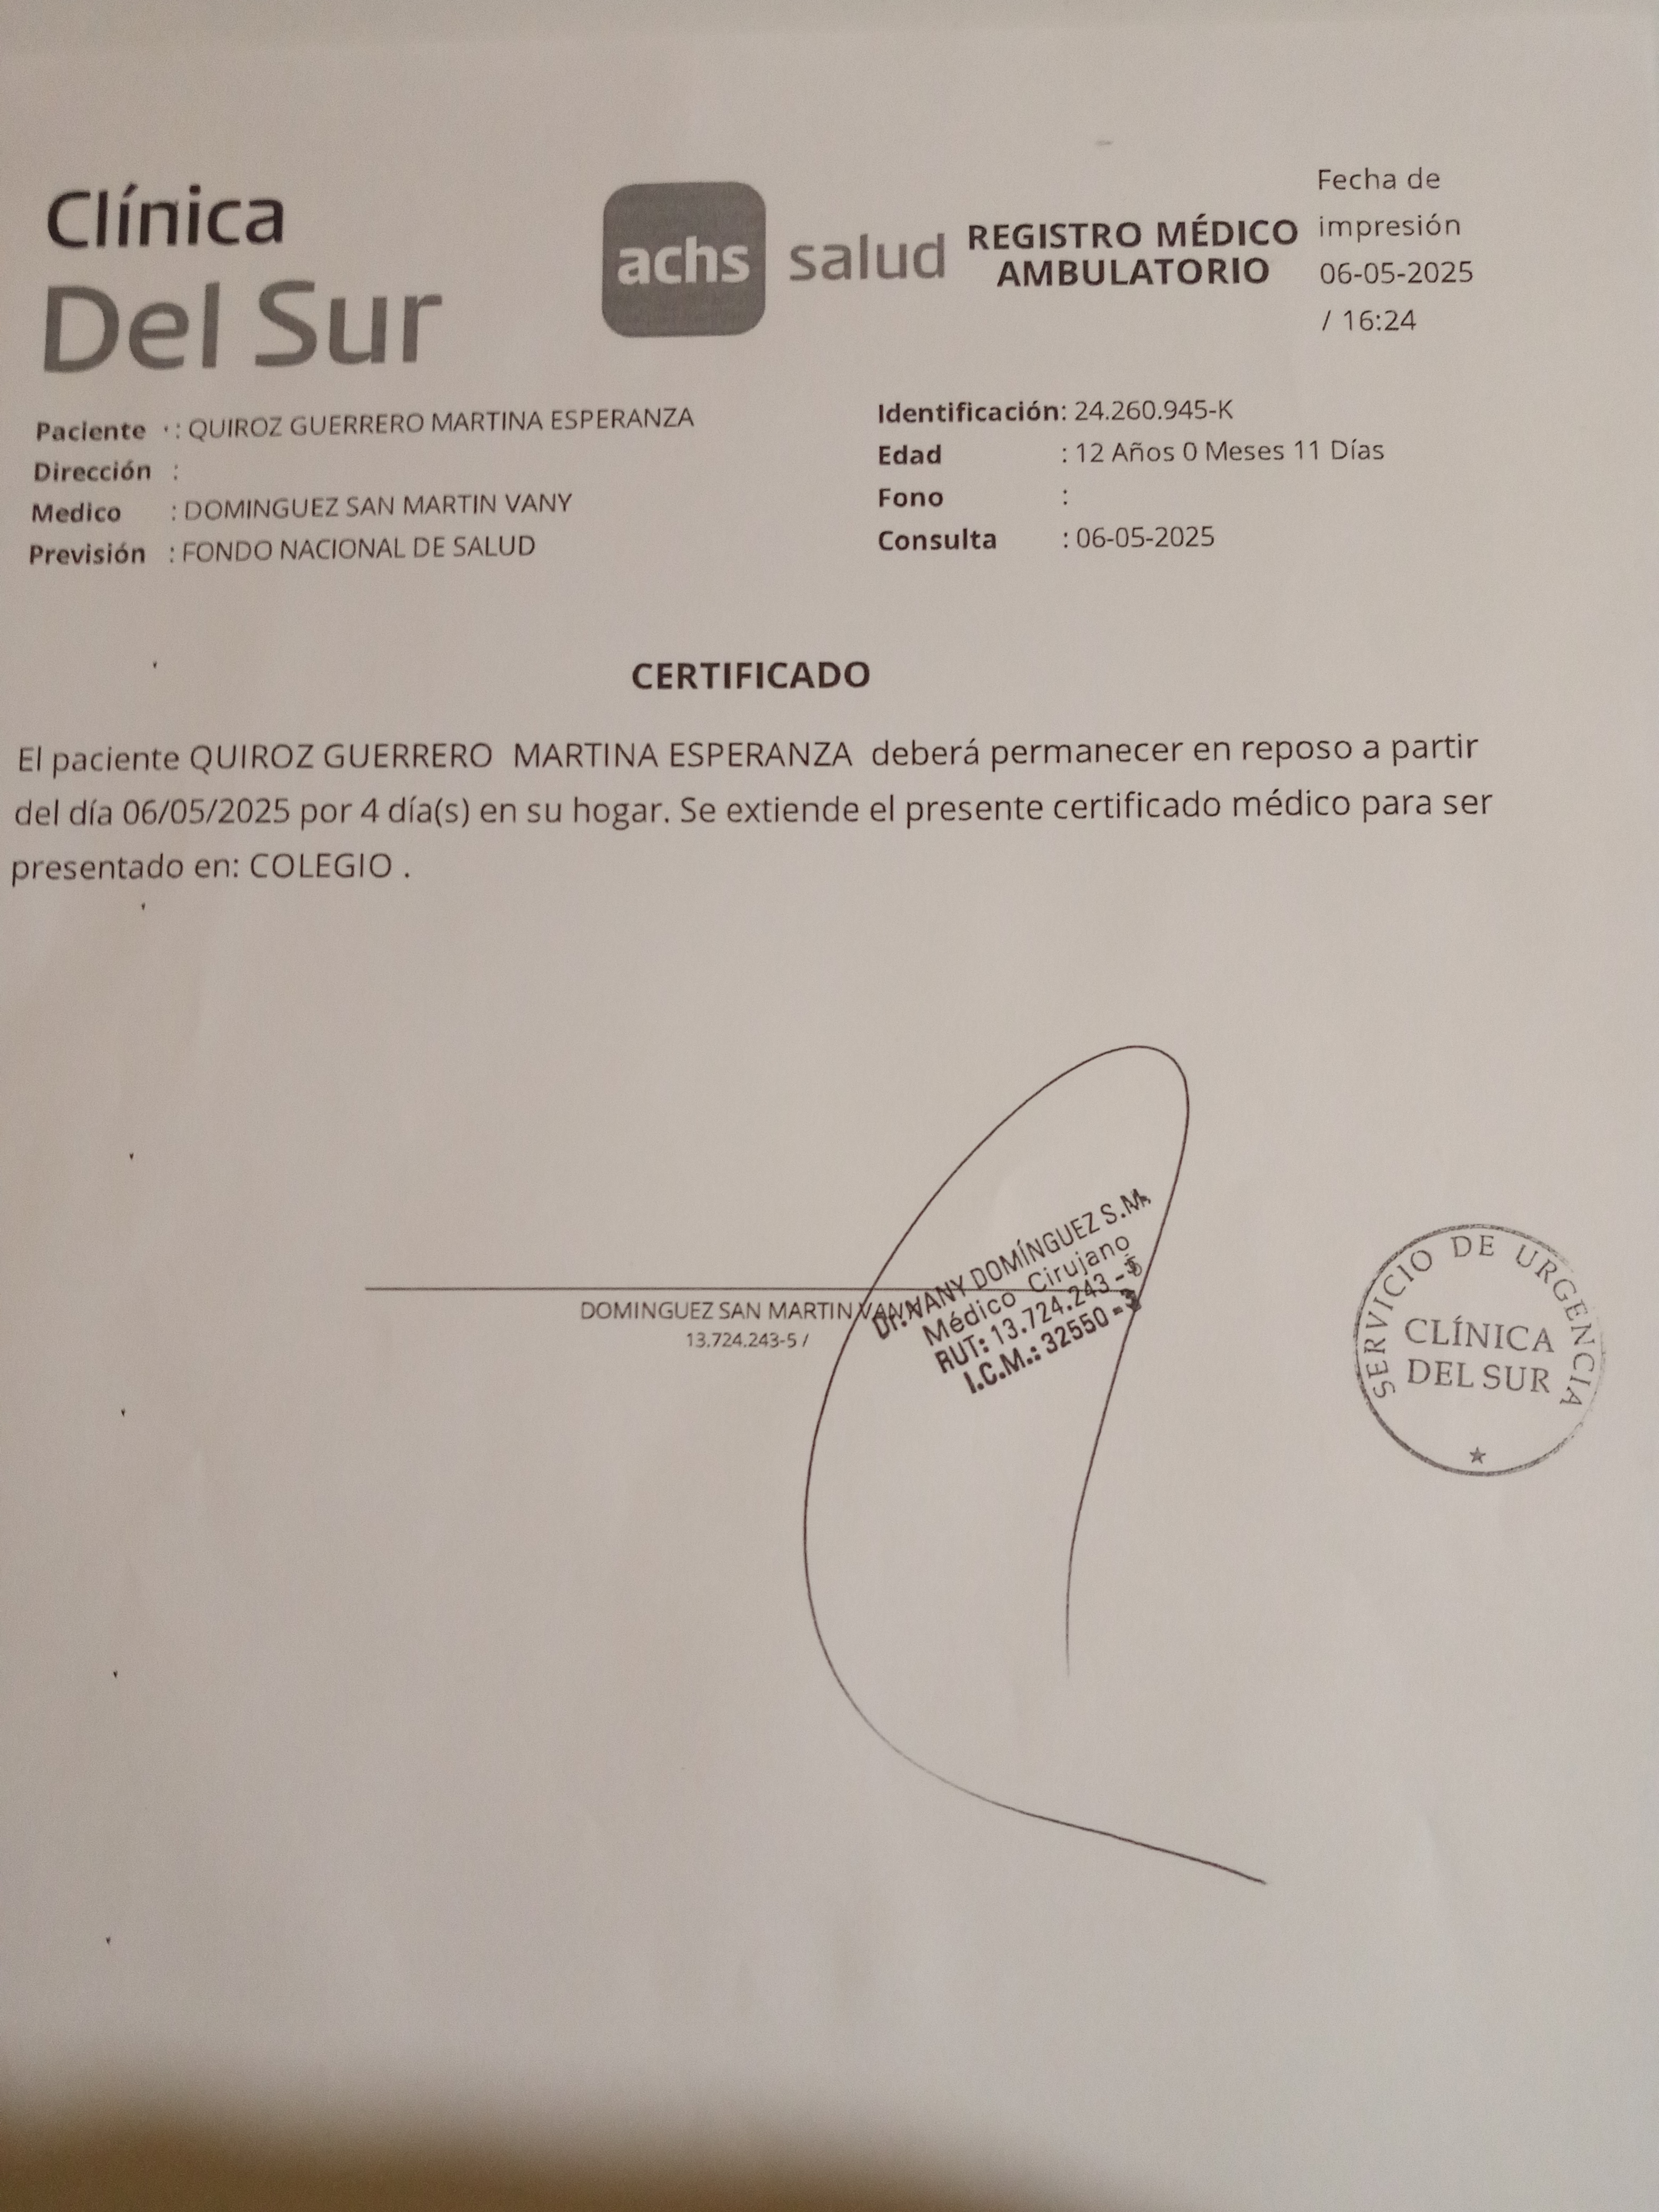 Clínica
Del Sur
achs salud
REGISTRO MÉDICO
AMBULATORIO
Fecha de
impresión
06-05-2025
/ 16:24
Paciente : QUIROZ GUERRERO MARTINA ESPERANZA
Dirección :
Medico : DOMINGUEZ SAN MARTIN VANY
Previsión : FONDO NACIONAL DE SALUD
Identificación: 24.260.945-K
Edad : 12 Años 0 Meses 11 Días
Fono :
Consulta : 06-05-2025
CERTIFICADO
El paciente QUIROZ GUERRERO MARTINA ESPERANZA deberá permanecer en reposo a partir
del día 06/05/2025 por 4 día(s) en su hogar. Se extiende el presente certificado médico para ser
presentado en: COLEGIO .
DOMINGUEZ SAN MARTIN VANY
13.724.243-5 /
Dr. VANY DOMÍNGUEZ S.M.
Médico Cirujano
RUT: 13.724.243-5
I.C.M.: 32550-3
SERVICIO DE URGENCIA
CLÍNICA
DEL SUR